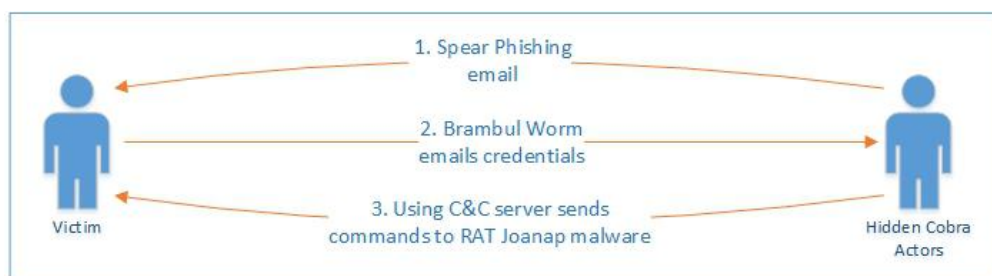 1. Spear Phishing
email
2. Brambul Worm
emails credentials
3. Using C&C server sends
commands to RAT Joanap malware
Victim
Hidden Cobra
Actors